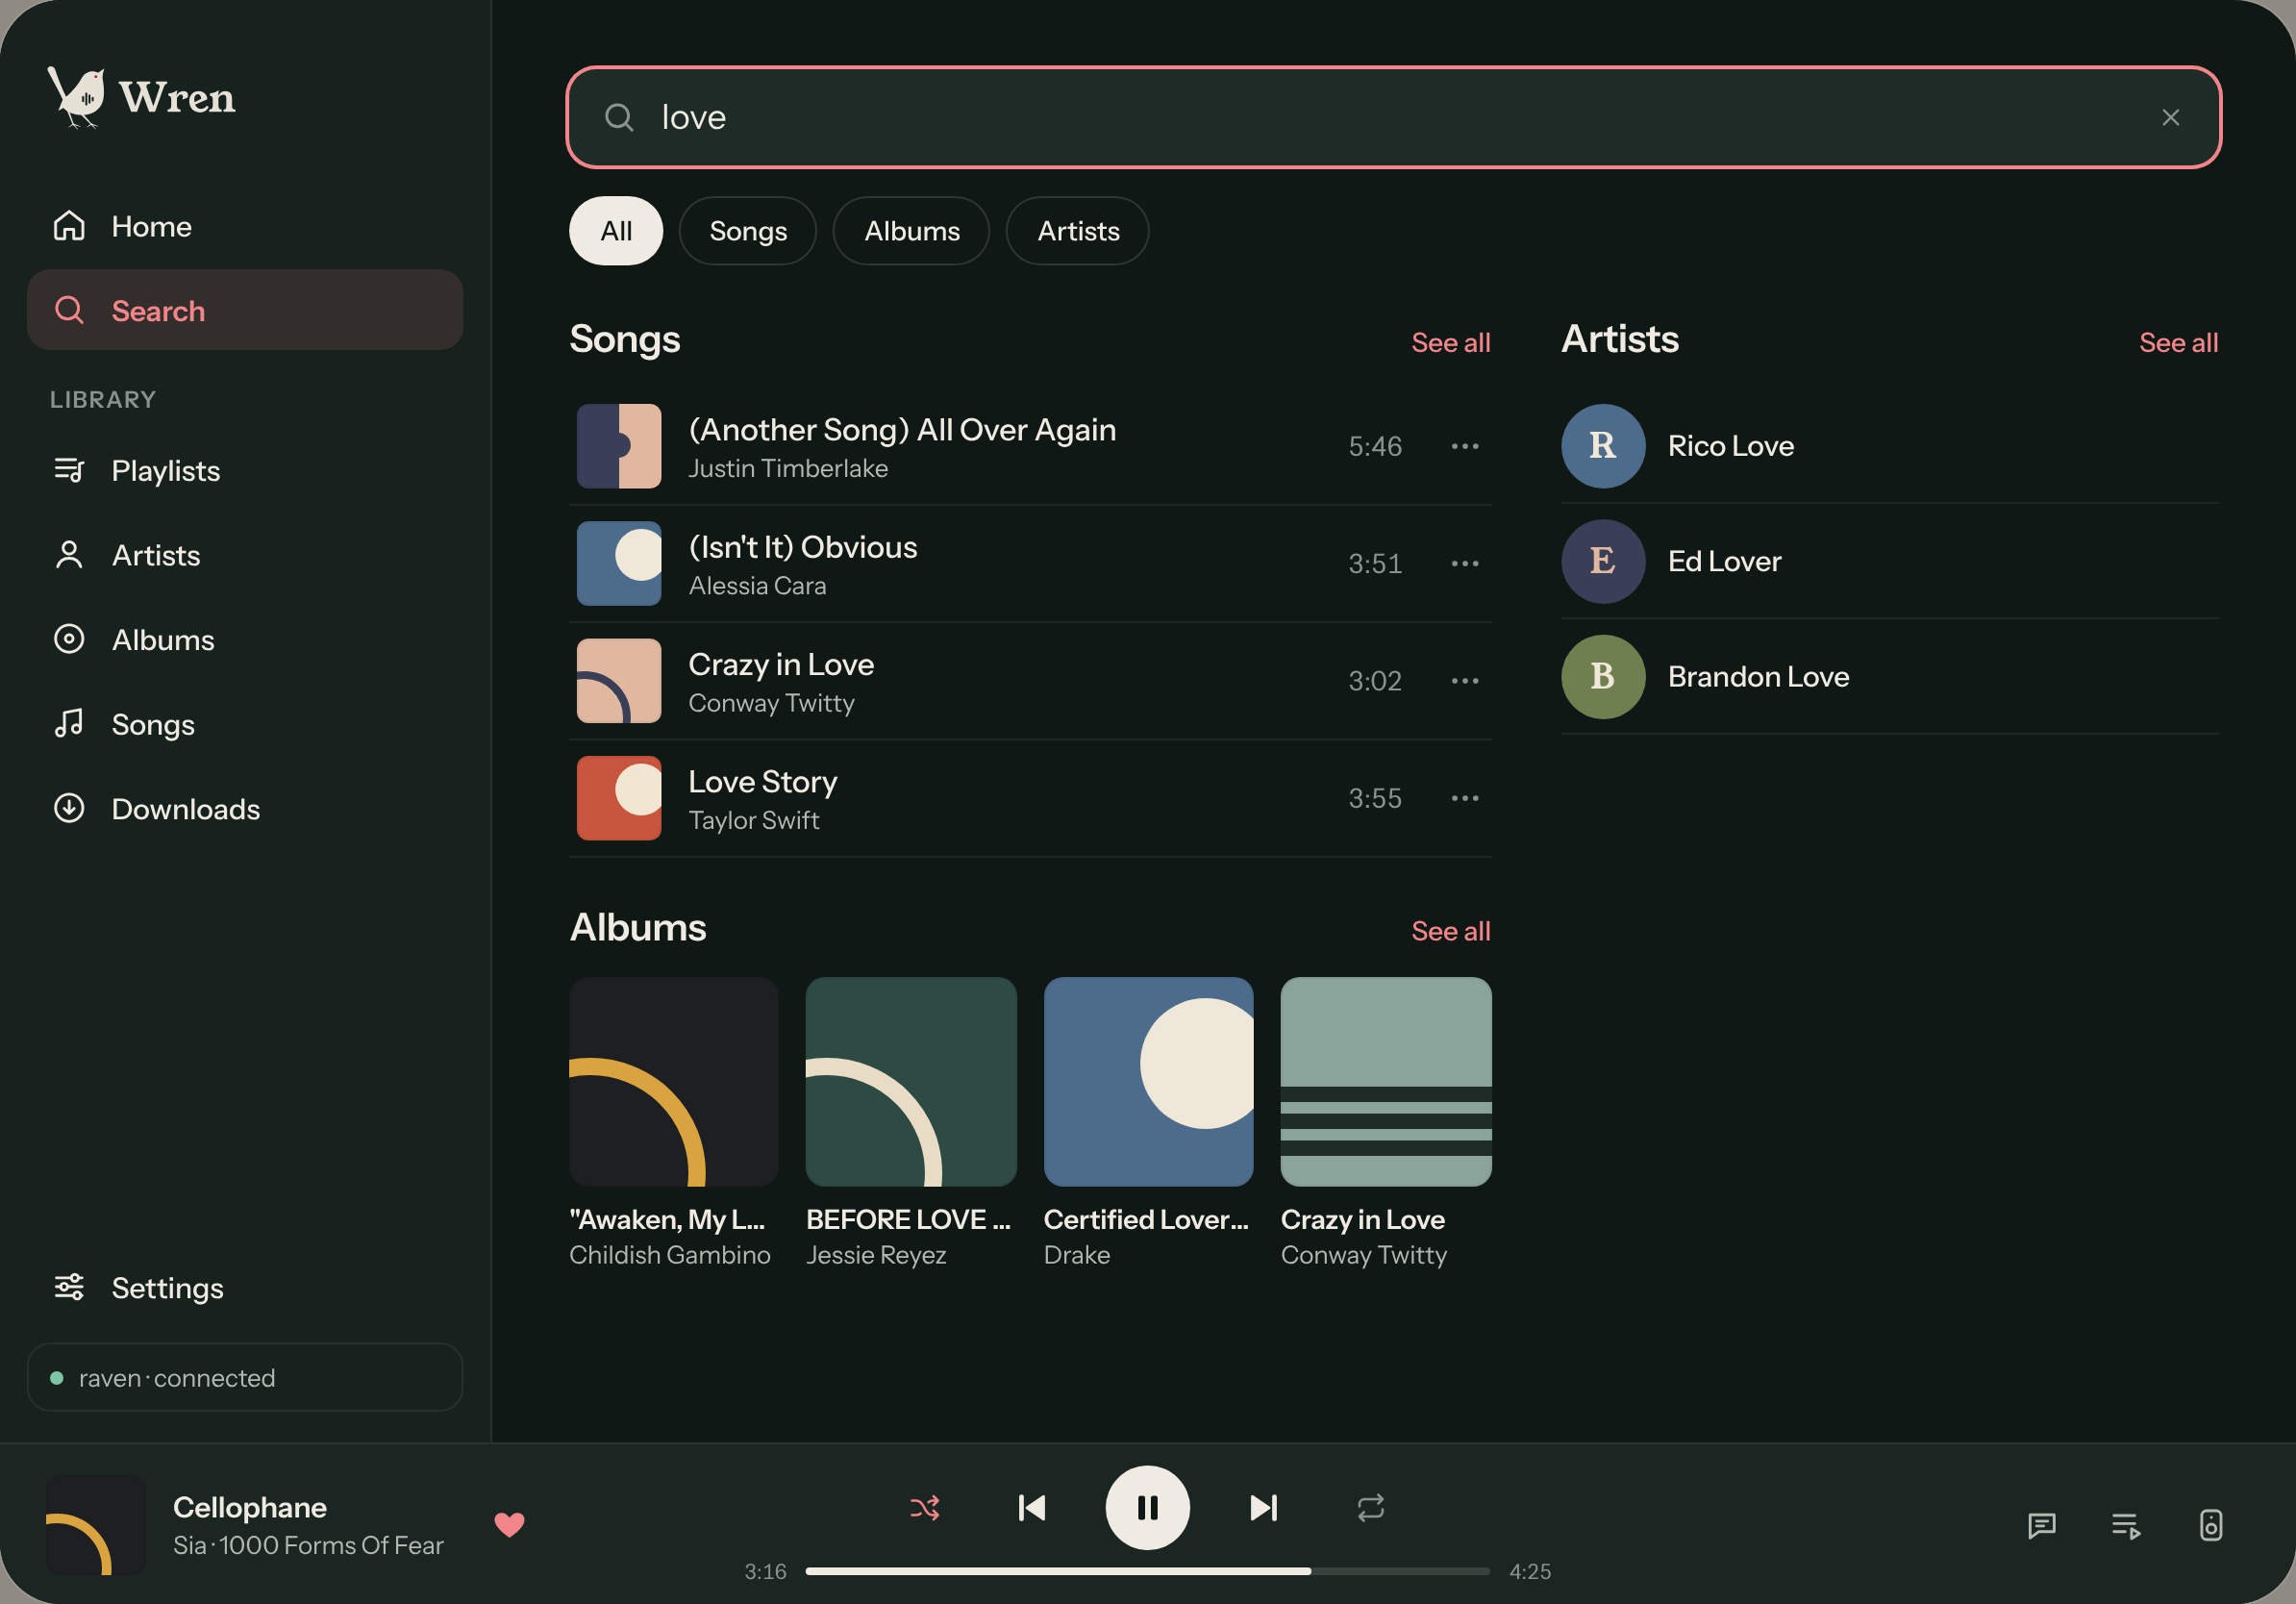 Wren
Home
Search
LIBRARY
Playlists
Artists
Albums
Songs
Downloads
Settings
raven · connected
love
All
Songs
Albums
Artists
Songs
See all
(Another Song) All Over Again
Justin Timberlake
5:46
(Isn't It) Obvious
Alessia Cara
3:51
Crazy in Love
Conway Twitty
3:02
Love Story
Taylor Swift
3:55
Artists
See all
R
Rico Love
E
Ed Lover
B
Brandon Love
Albums
See all
"Awaken, My L...
Childish Gambino
BEFORE LOVE ...
Jessie Reyez
Certified Lover...
Drake
Crazy in Love
Conway Twitty
Cellophane
Sia · 1000 Forms Of Fear
3:16
4:25